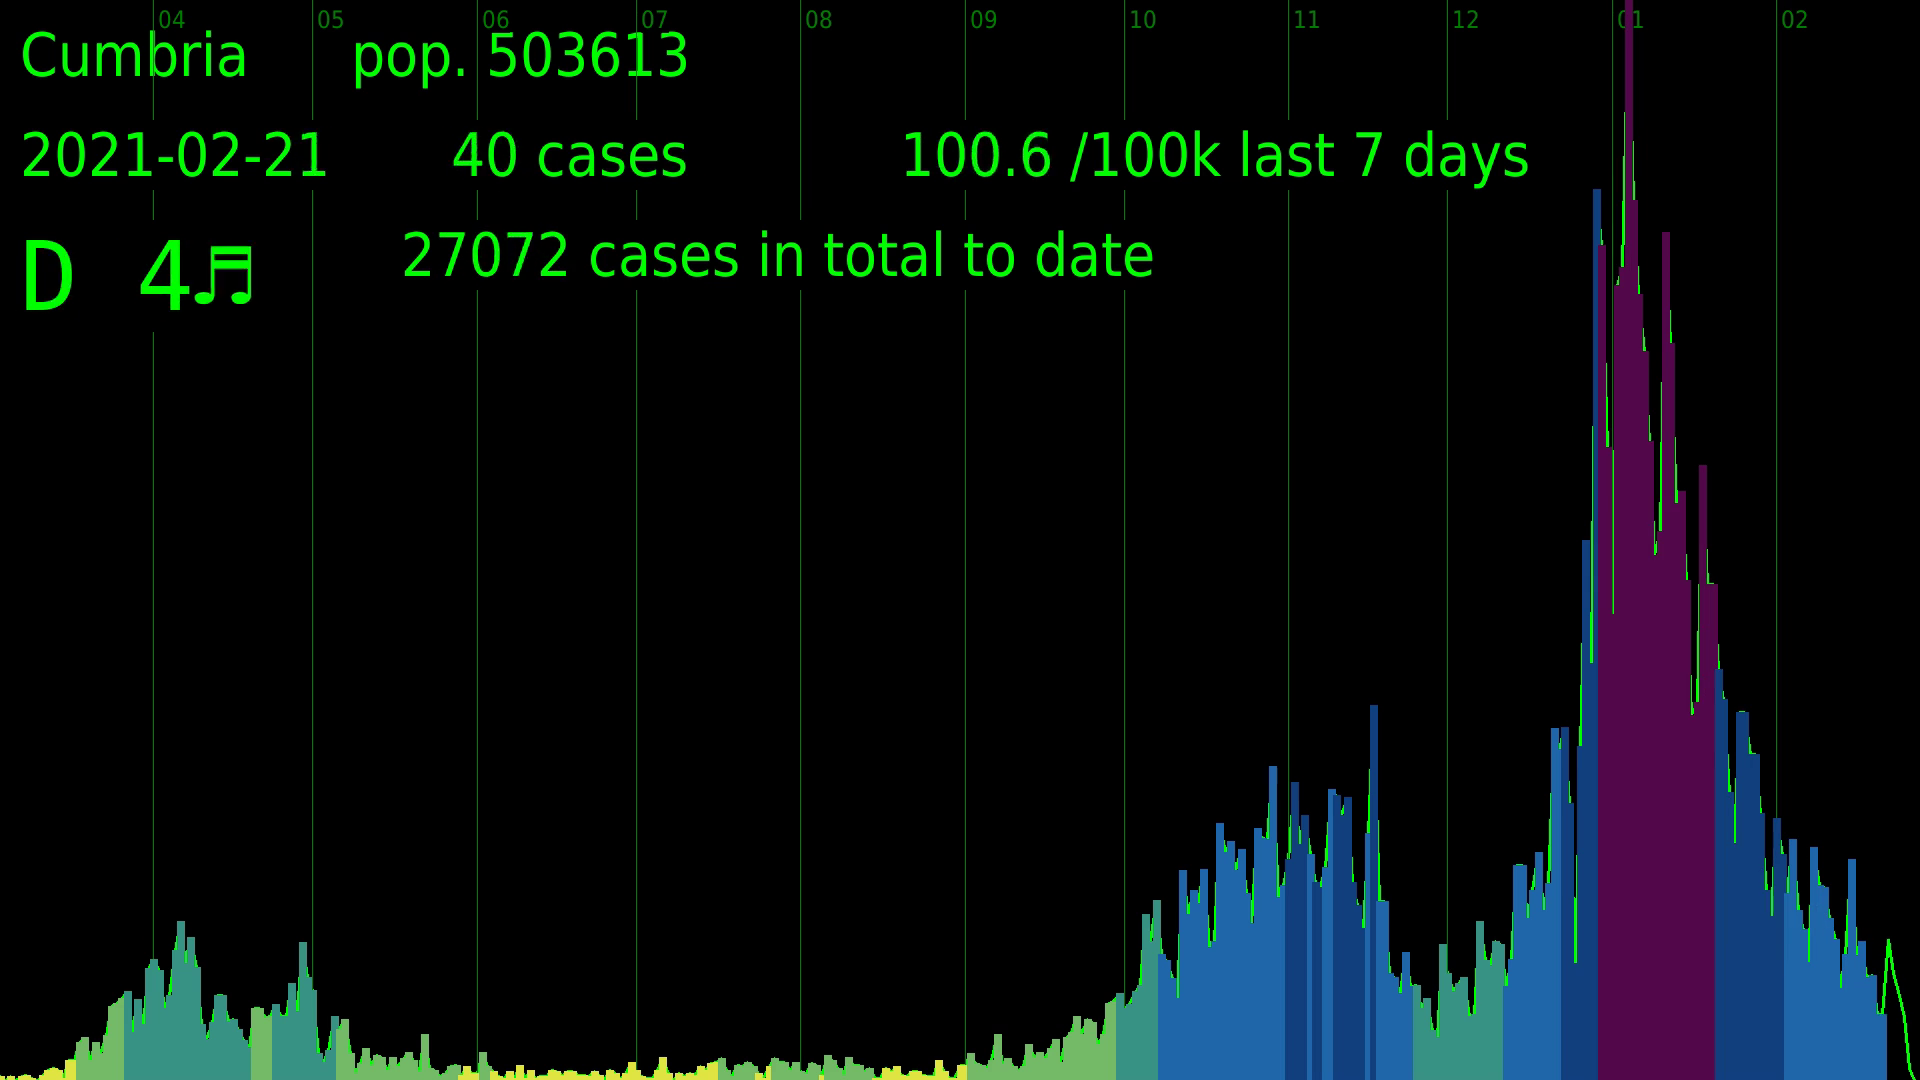 04 05 06 07 08 09 10 11 12 01 02
Cumbria pop. 503613
2021-02-21 40 cases 100.6 /100k last 7 days
D 4♬ 27072 cases in total to date